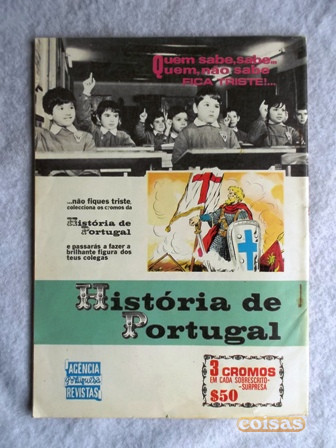 Quem sabe, sabe...
Quem, não sabe
FICA TRISTE!...
...não fiques triste,
colecciona os cromos da
História de
Portugal
e passarás a fazer a
brilhante figura dos
teus colegas
História de
Portugal
AGÊNCIA
portuguesa
REVISTAS
3 CROMOS
EM CADA SOBRESCRITO-
-SURPRESA
$50
coisas